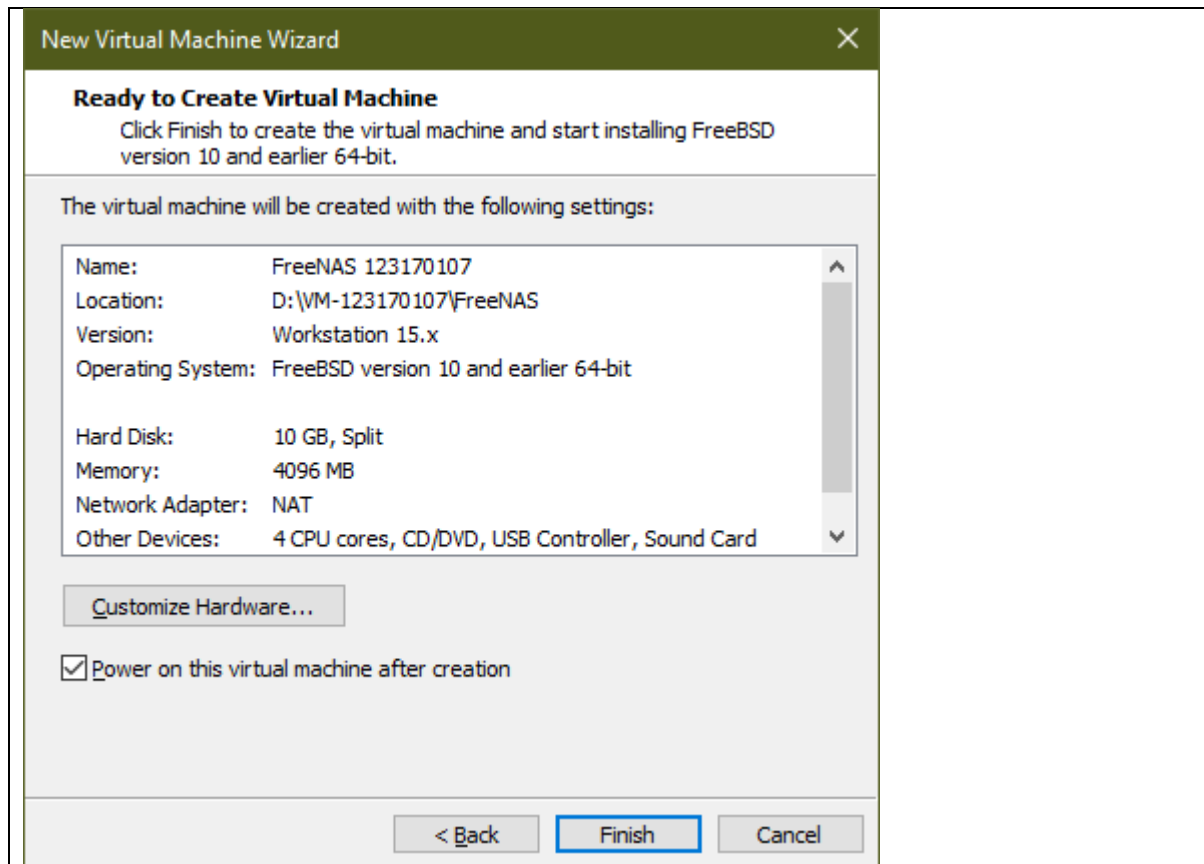 New Virtual Machine Wizard
Ready to Create Virtual Machine
Click Finish to create the virtual machine and start installing FreeBSD
version 10 and earlier 64-bit.
The virtual machine will be created with the following settings:
Name: FreeNAS 123170107
Location: D:\VM-123170107\FreeNAS
Version: Workstation 15.x
Operating System: FreeBSD version 10 and earlier 64-bit
Hard Disk: 10 GB, Split
Memory: 4096 MB
Network Adapter: NAT
Other Devices: 4 CPU cores, CD/DVD, USB Controller, Sound Card
Customize Hardware...
Power on this virtual machine after creation
< Back Finish Cancel